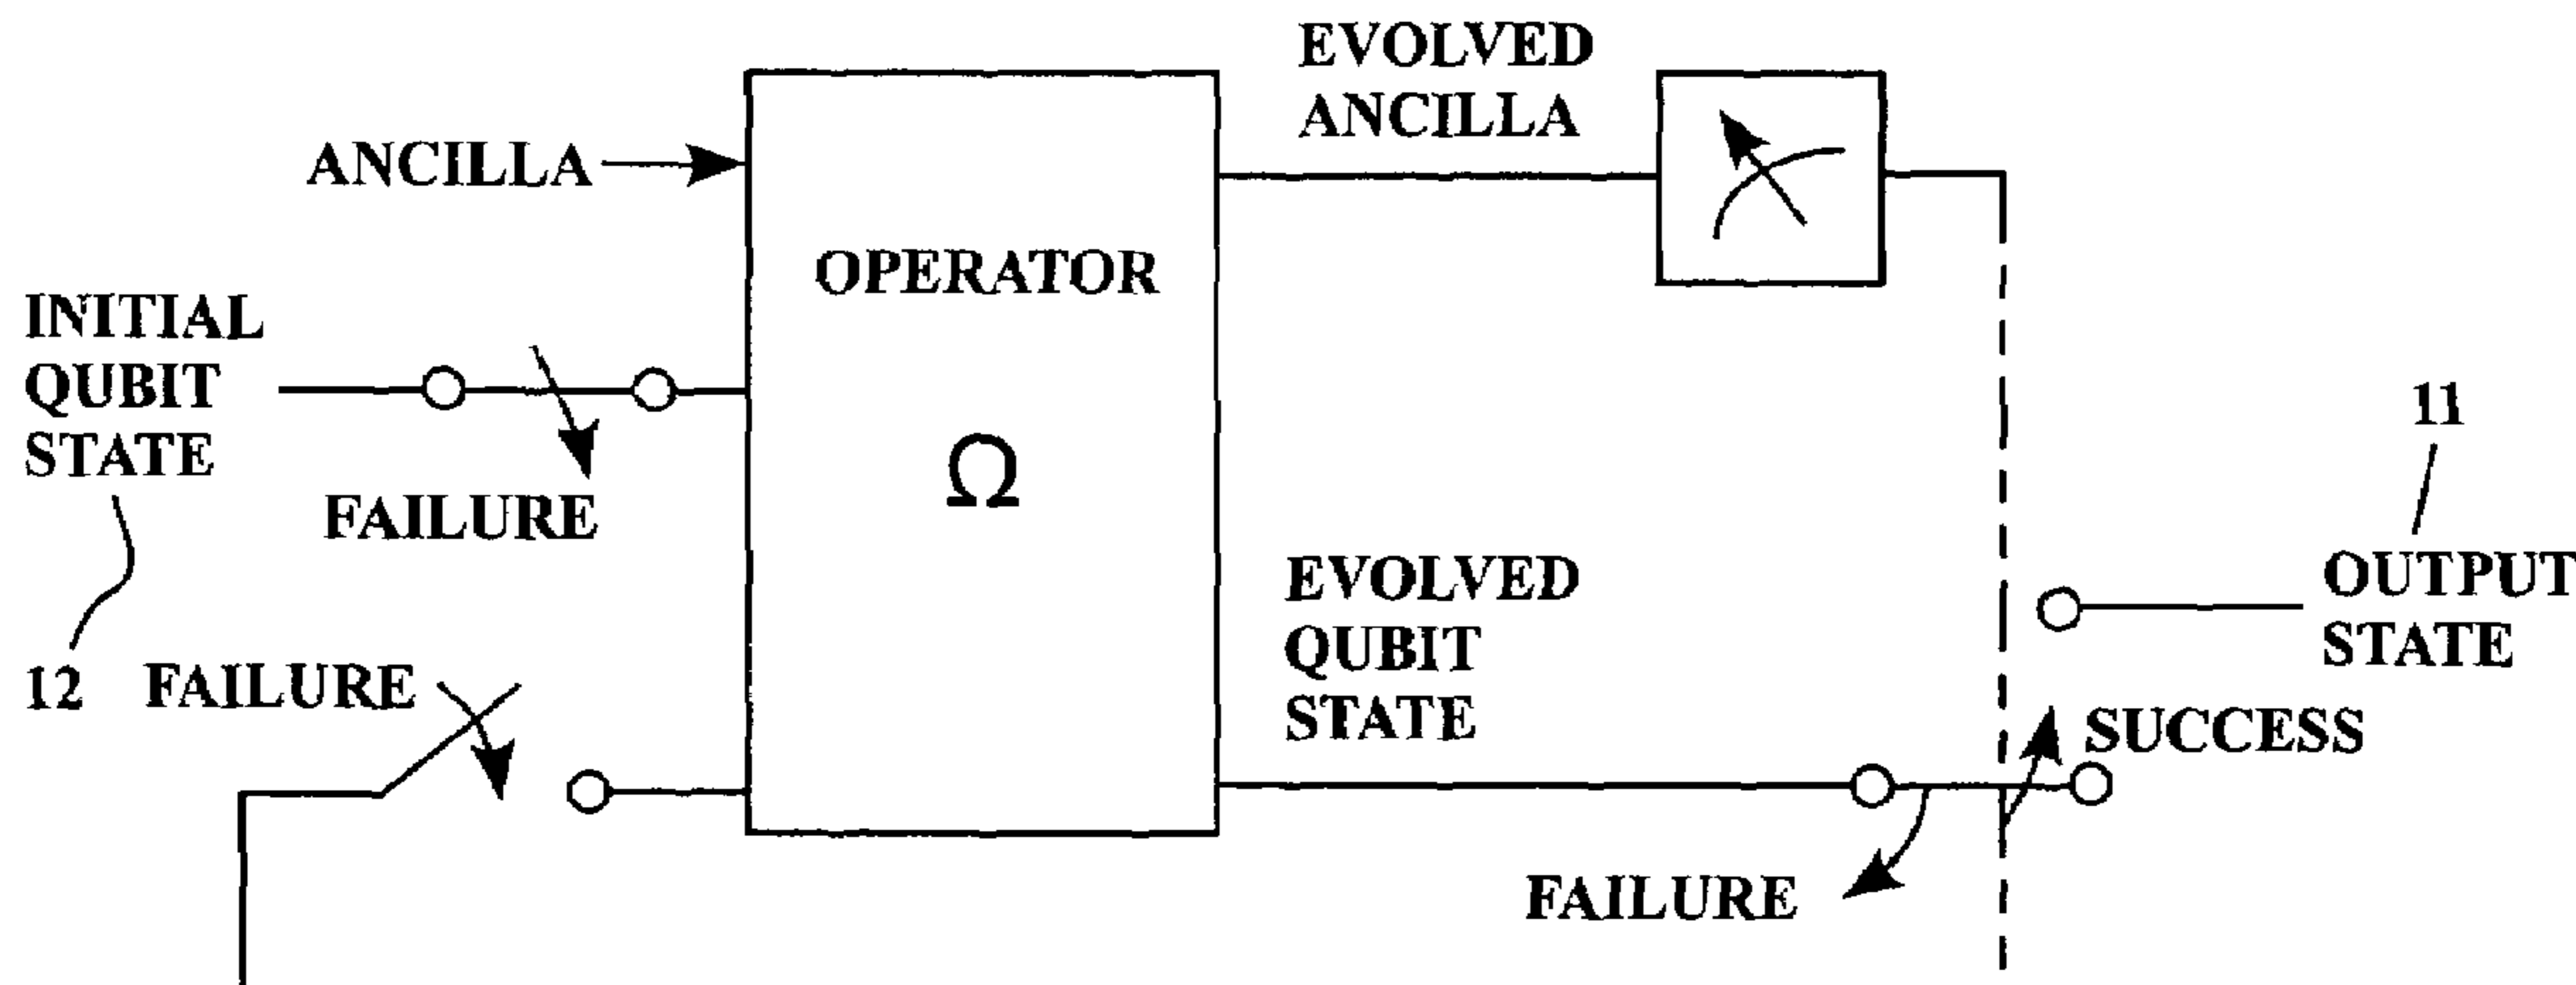 EVOLVED
ANCILLA
ANCILLA
OPERATOR
Ω
INITIAL
QUBIT
STATE
FAILURE
12
FAILURE
EVOLVED
QUBIT
STATE
FAILURE
11
OUTPUT
STATE
SUCCESS